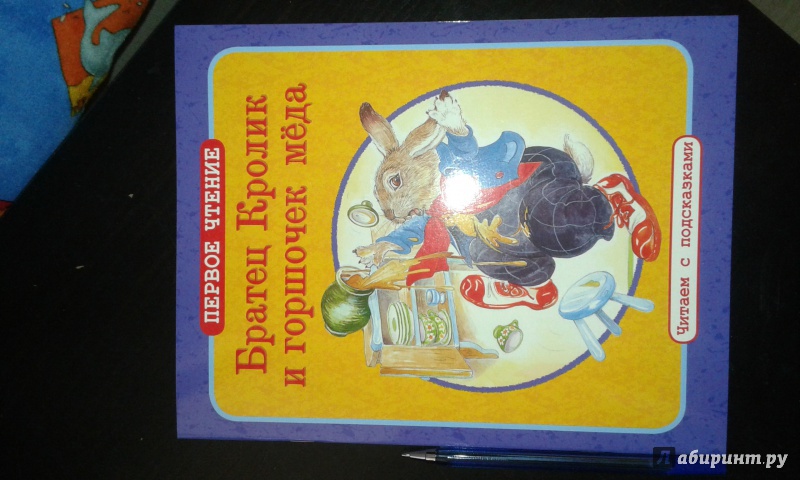 ПЕРВОЕ ЧТЕНИЕ
Братец Кролик
и горшочек мёда
Читаем с подсказками
Лабиринт.ру